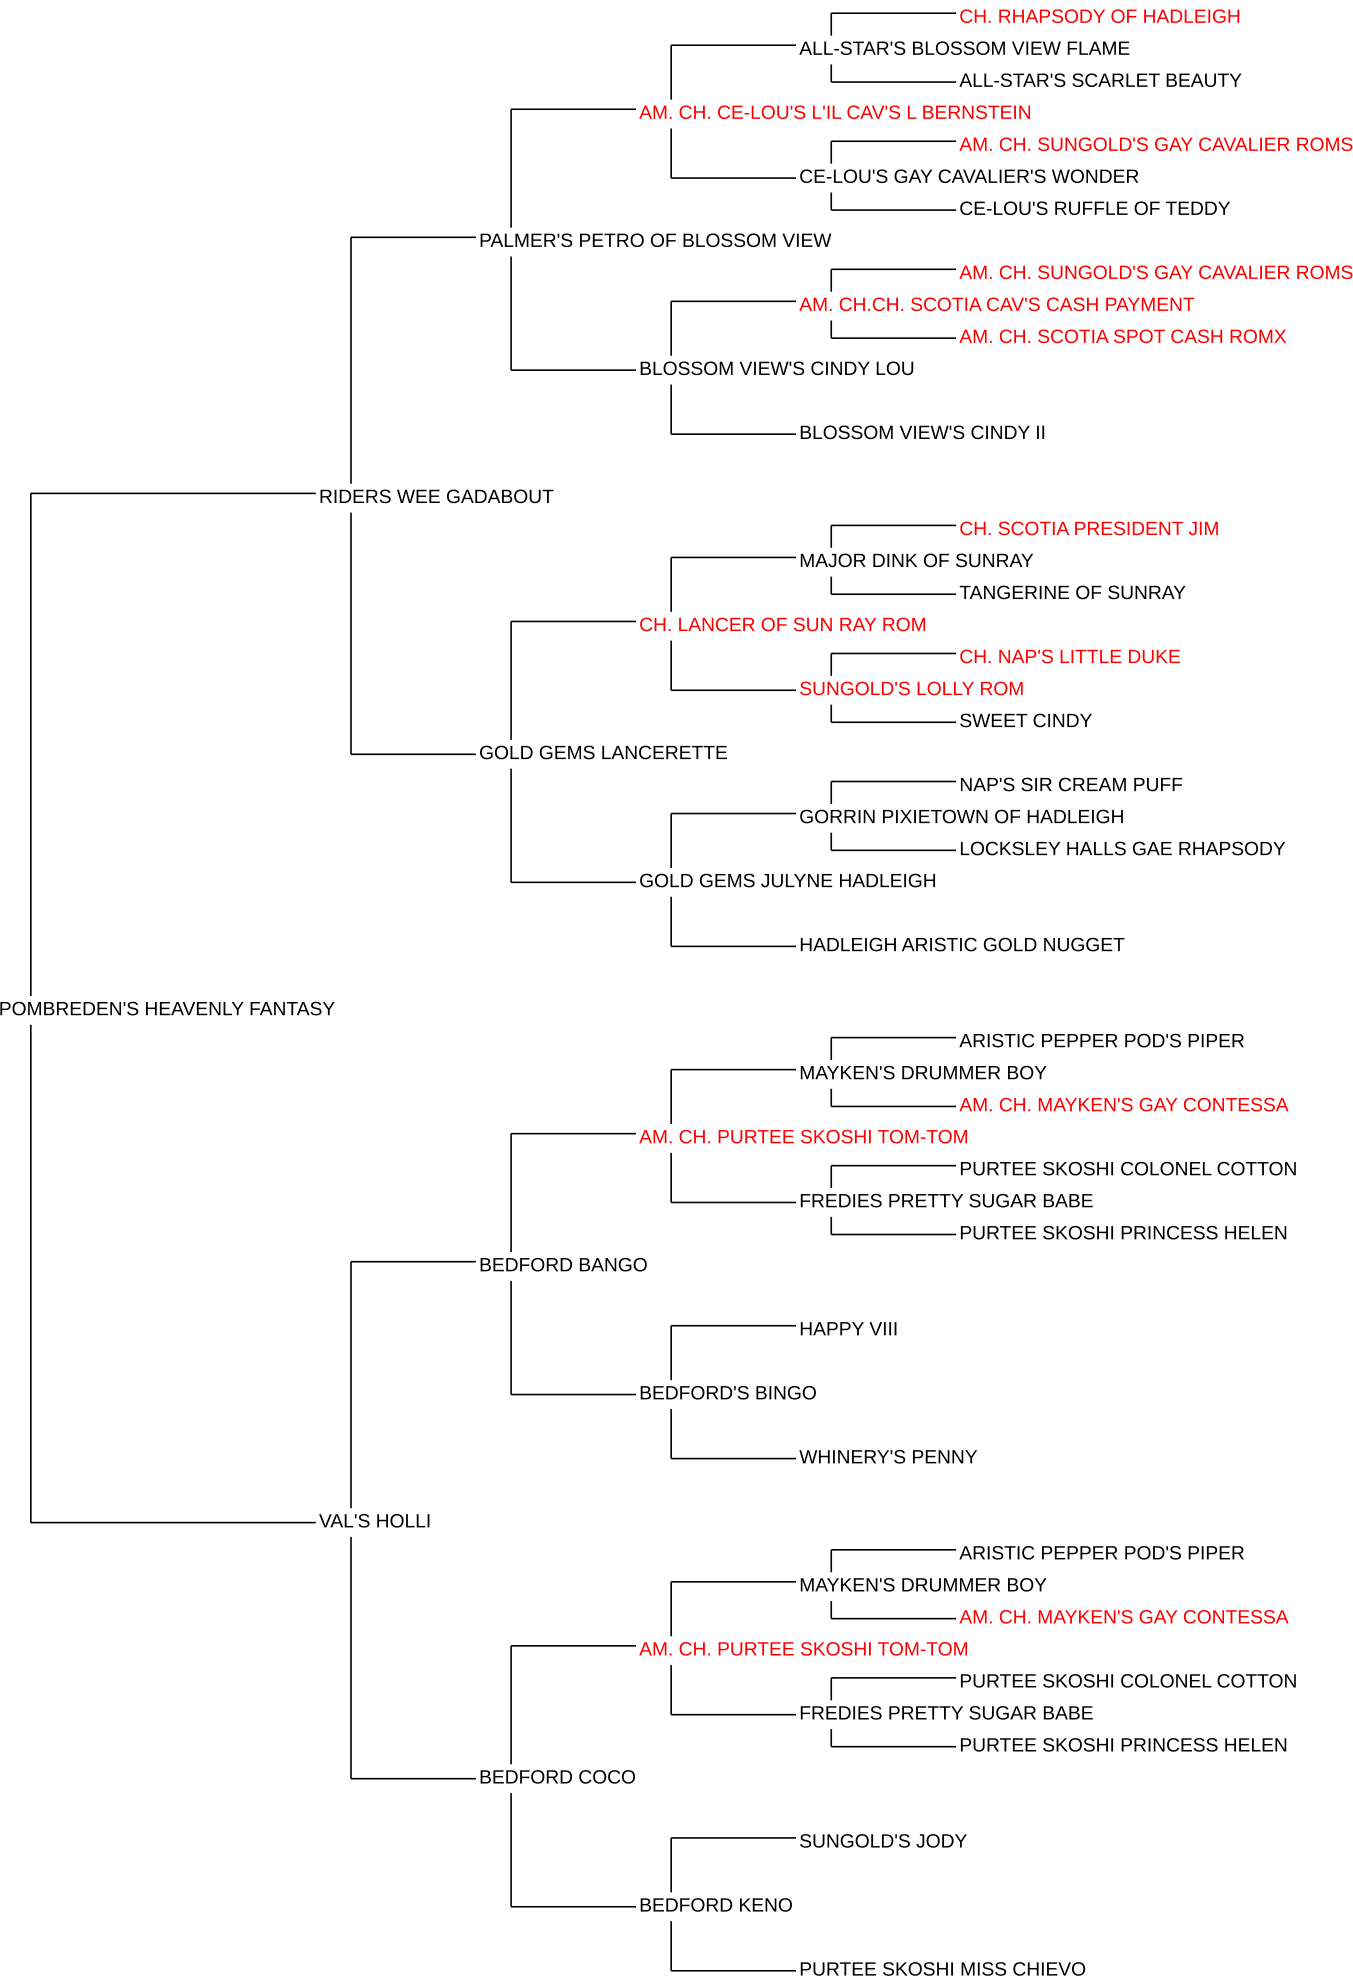 CH. RHAPSODY OF HADLEIGH
ALL-STAR'S BLOSSOM VIEW FLAME
ALL-STAR'S SCARLET BEAUTY
AM. CH. CE-LOU'S L'IL CAV'S L BERNSTEIN
AM. CH. SUNGOLD'S GAY CAVALIER ROMS
CE-LOU'S GAY CAVALIER'S WONDER
CE-LOU'S RUFFLE OF TEDDY
PALMER'S PETRO OF BLOSSOM VIEW
AM. CH. SUNGOLD'S GAY CAVALIER ROMS
AM. CH.CH. SCOTIA CAV'S CASH PAYMENT
AM. CH. SCOTIA SPOT CASH ROMX
BLOSSOM VIEW'S CINDY LOU
BLOSSOM VIEW'S CINDY II
RIDERS WEE GADABOUT
CH. SCOTIA PRESIDENT JIM
MAJOR DINK OF SUNRAY
TANGERINE OF SUNRAY
CH. LANCER OF SUN RAY ROM
CH. NAP'S LITTLE DUKE
SUNGOLD'S LOLLY ROM
SWEET CINDY
GOLD GEMS LANCERETTE
NAP'S SIR CREAM PUFF
GORRIN PIXIETOWN OF HADLEIGH
LOCKSLEY HALLS GAE RHAPSODY
GOLD GEMS JULYNE HADLEIGH
HADLEIGH ARISTIC GOLD NUGGET
POMBREDEN'S HEAVENLY FANTASY
ARISTIC PEPPER POD'S PIPER
MAYKEN'S DRUMMER BOY
AM. CH. MAYKEN'S GAY CONTESSA
AM. CH. PURTEE SKOSHI TOM-TOM
PURTEE SKOSHI COLONEL COTTON
FREDIES PRETTY SUGAR BABE
PURTEE SKOSHI PRINCESS HELEN
BEDFORD BANGO
HAPPY VIII
BEDFORD'S BINGO
WHINERY'S PENNY
VAL'S HOLLI
ARISTIC PEPPER POD'S PIPER
MAYKEN'S DRUMMER BOY
AM. CH. MAYKEN'S GAY CONTESSA
AM. CH. PURTEE SKOSHI TOM-TOM
PURTEE SKOSHI COLONEL COTTON
FREDIES PRETTY SUGAR BABE
PURTEE SKOSHI PRINCESS HELEN
BEDFORD COCO
SUNGOLD'S JODY
BEDFORD KENO
PURTEE SKOSHI MISS CHIEVO